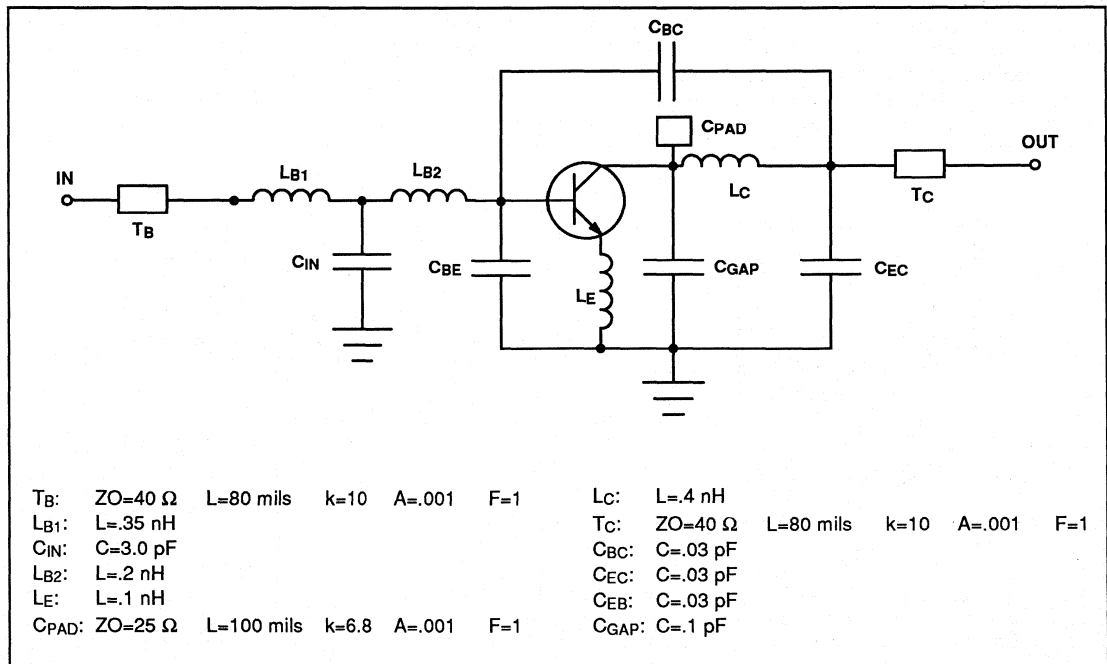 CBC
CPAD
OUT
LB1
LB2
IN
LC
TC
TB
CIN
CBE
CGAP
CEC
LE
TB: ZO=40 Ω L=80 mils k=10 A=.001 F=1
LB1: L=.35 nH
CIN: C=3.0 pF
LB2: L=.2 nH
LE: L=.1 nH
CPAD: ZO=25 Ω L=100 mils k=6.8 A=.001 F=1
LC: L=.4 nH
TC: ZO=40 Ω L=80 mils k=10 A=.001 F=1
CBC: C=.03 pF
CEC: C=.03 pF
CEB: C=.03 pF
CGAP: C=.1 pF